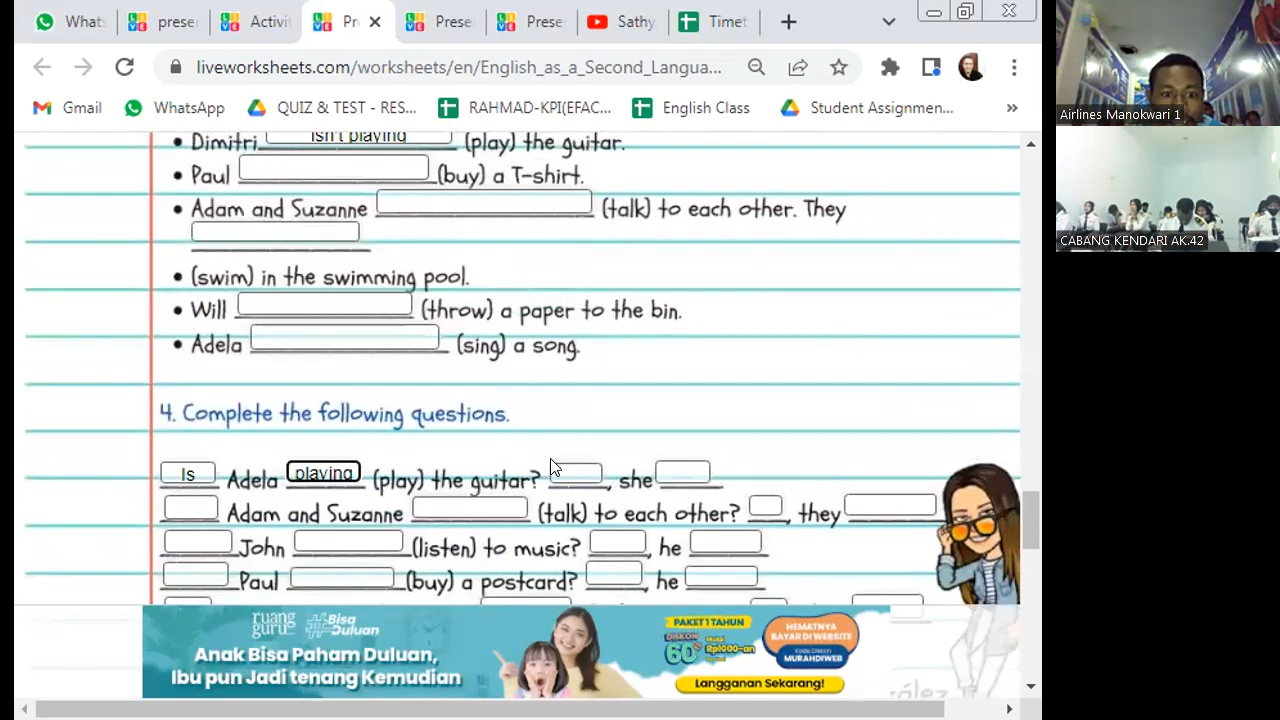 Whats
prese
Activit
Pr
Prese
Prese
Sathy
Timet
liveworksheets.com/worksheets/en/English_as_a_Second_Langua...
Gmail
WhatsApp
QUIZ & TEST - RES...
RAHMAD-KPI(EFAC...
English Class
Student Assignmen...
»
• Dimitri isn't playing (play) the guitar.
• Paul (buy) a T-shirt.
• Adam and Suzanne (talk) to each other. They
• (swim) in the swimming pool.
• Will (throw) a paper to the bin.
• Adela (sing) a song.
4. Complete the following questions.
Is Adela playing (play) the guitar? , she
Adam and Suzanne (talk) to each other? , they
John (listen) to music? , he
Paul (buy) a postcard? , he
ruang guru
#Bisa Duluan
Anak Bisa Paham Duluan,
Ibu pun Jadi tenang Kemudian
PAKET 1 TAHUN
DISKON 60%
Rp1000-an
HEMATNYA
BAYAR DI WEBSITE
MURAHDIWEB
Langganan Sekarang!
Airlines Manokwari 1
CABANG KENDARI AK.42